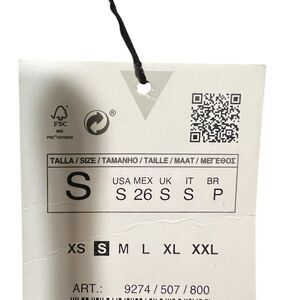 FSC
MIX
TALLA / SIZE / TAMANHO / TAILLE / MAAT / ΜΕΓΕΘΟΣ
S
USA MEX UK IT BR
S 26 S S P
XS S M L XL XXL
ART.: 9274 / 507 / 800